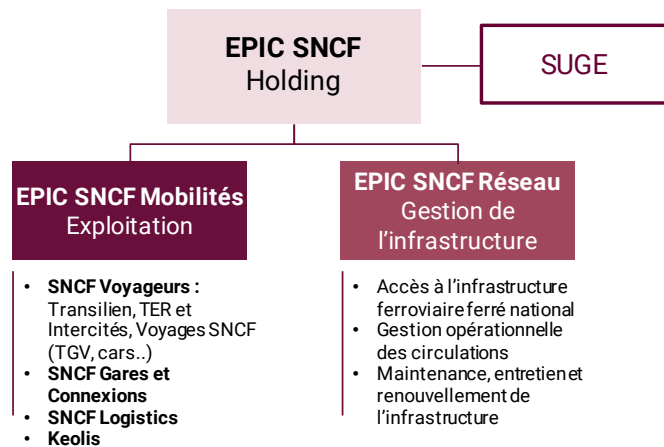 EPIC SNCF
Holding
SUGE
EPIC SNCF Mobilités
Exploitation
• SNCF Voyageurs :
Transilien, TER et
Intercités, Voyages SNCF
(TGV, cars..)
• SNCF Gares et
Connexions
• SNCF Logistics
• Keolis
EPIC SNCF Réseau
Gestion de
l’infrastructure
• Accès à l’infrastructure
ferroviaire ferré national
• Gestion opérationnelle
des circulations
• Maintenance, entretien et
renouvellement de
l’infrastructure